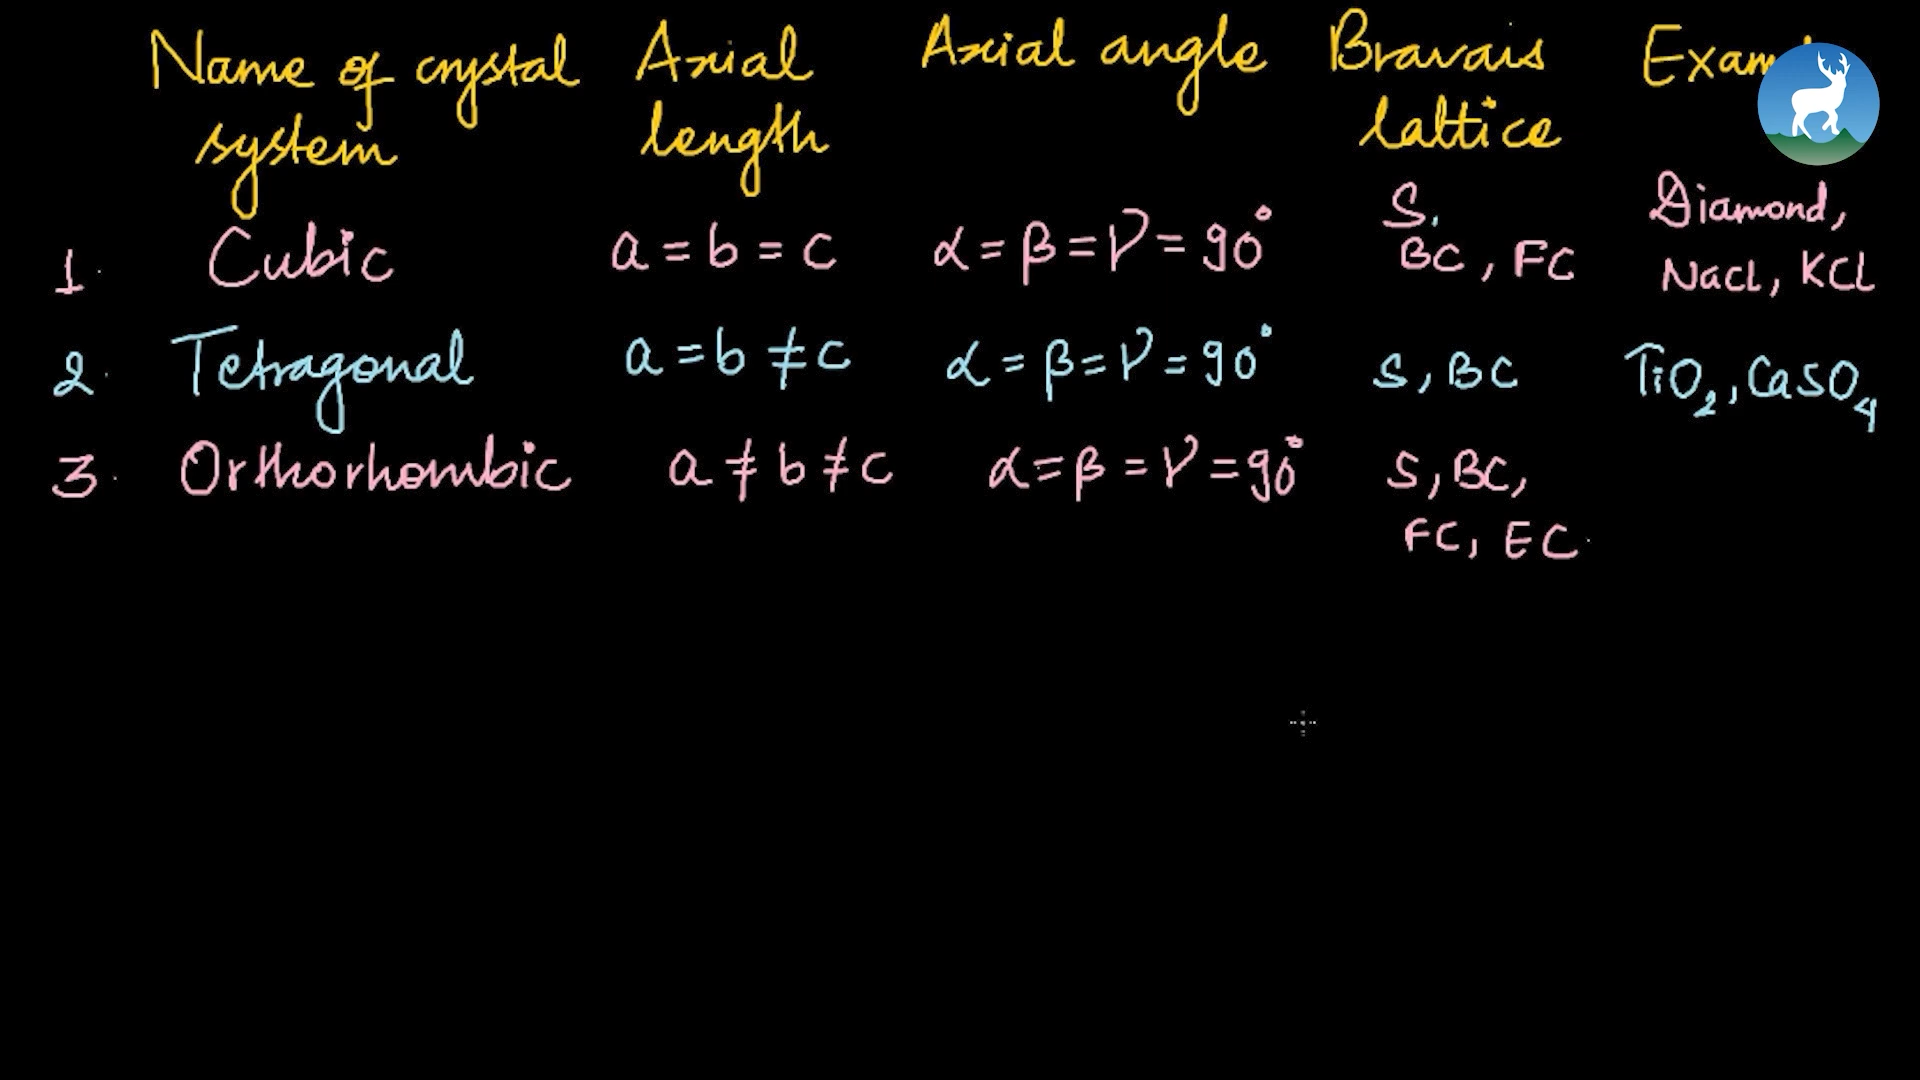 Name of crystal system Axial length Axial angle Bravais lattice Exam
1. Cubic a = b = c α = β = γ = 90° S, BC, FC Diamond, NaCl, KCl
2. Tetragonal a = b ≠ c α = β = γ = 90° S, BC TiO₂, CaSO₄
3. Orthorhombic a ≠ b ≠ c α = β = γ = 90° S, BC, FC, EC